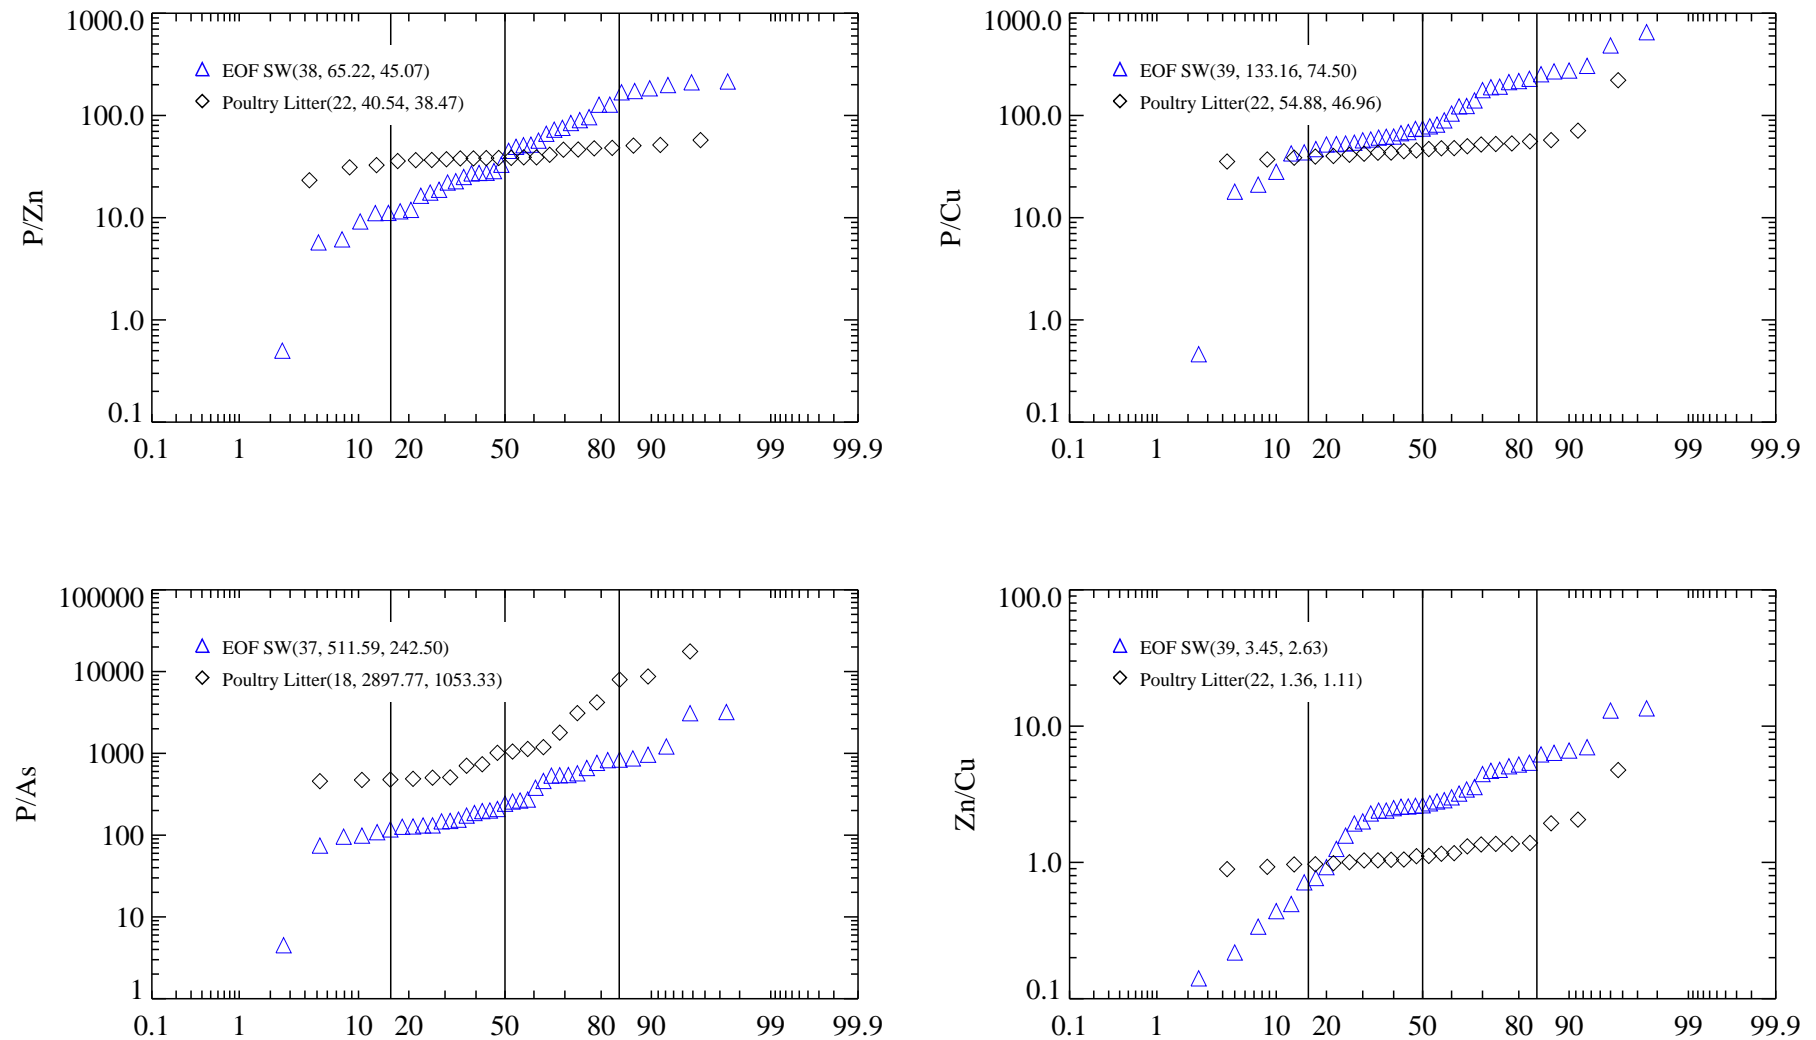 1000.0
100.0
10.0
1.0
0.1
P/Zn
EOF SW(38, 65.22, 45.07)
Poultry Litter(22, 40.54, 38.47)
0.1 1 10 20 50 80 90 99 99.9
1000.0
100.0
10.0
1.0
0.1
P/Cu
EOF SW(39, 133.16, 74.50)
Poultry Litter(22, 54.88, 46.96)
0.1 1 10 20 50 80 90 99 99.9
100000
10000
1000
100
10
1
P/As
EOF SW(37, 511.59, 242.50)
Poultry Litter(18, 2897.77, 1053.33)
0.1 1 10 20 50 80 90 99 99.9
100.0
10.0
1.0
0.1
Zn/Cu
EOF SW(39, 3.45, 2.63)
Poultry Litter(22, 1.36, 1.11)
0.1 1 10 20 50 80 90 99 99.9